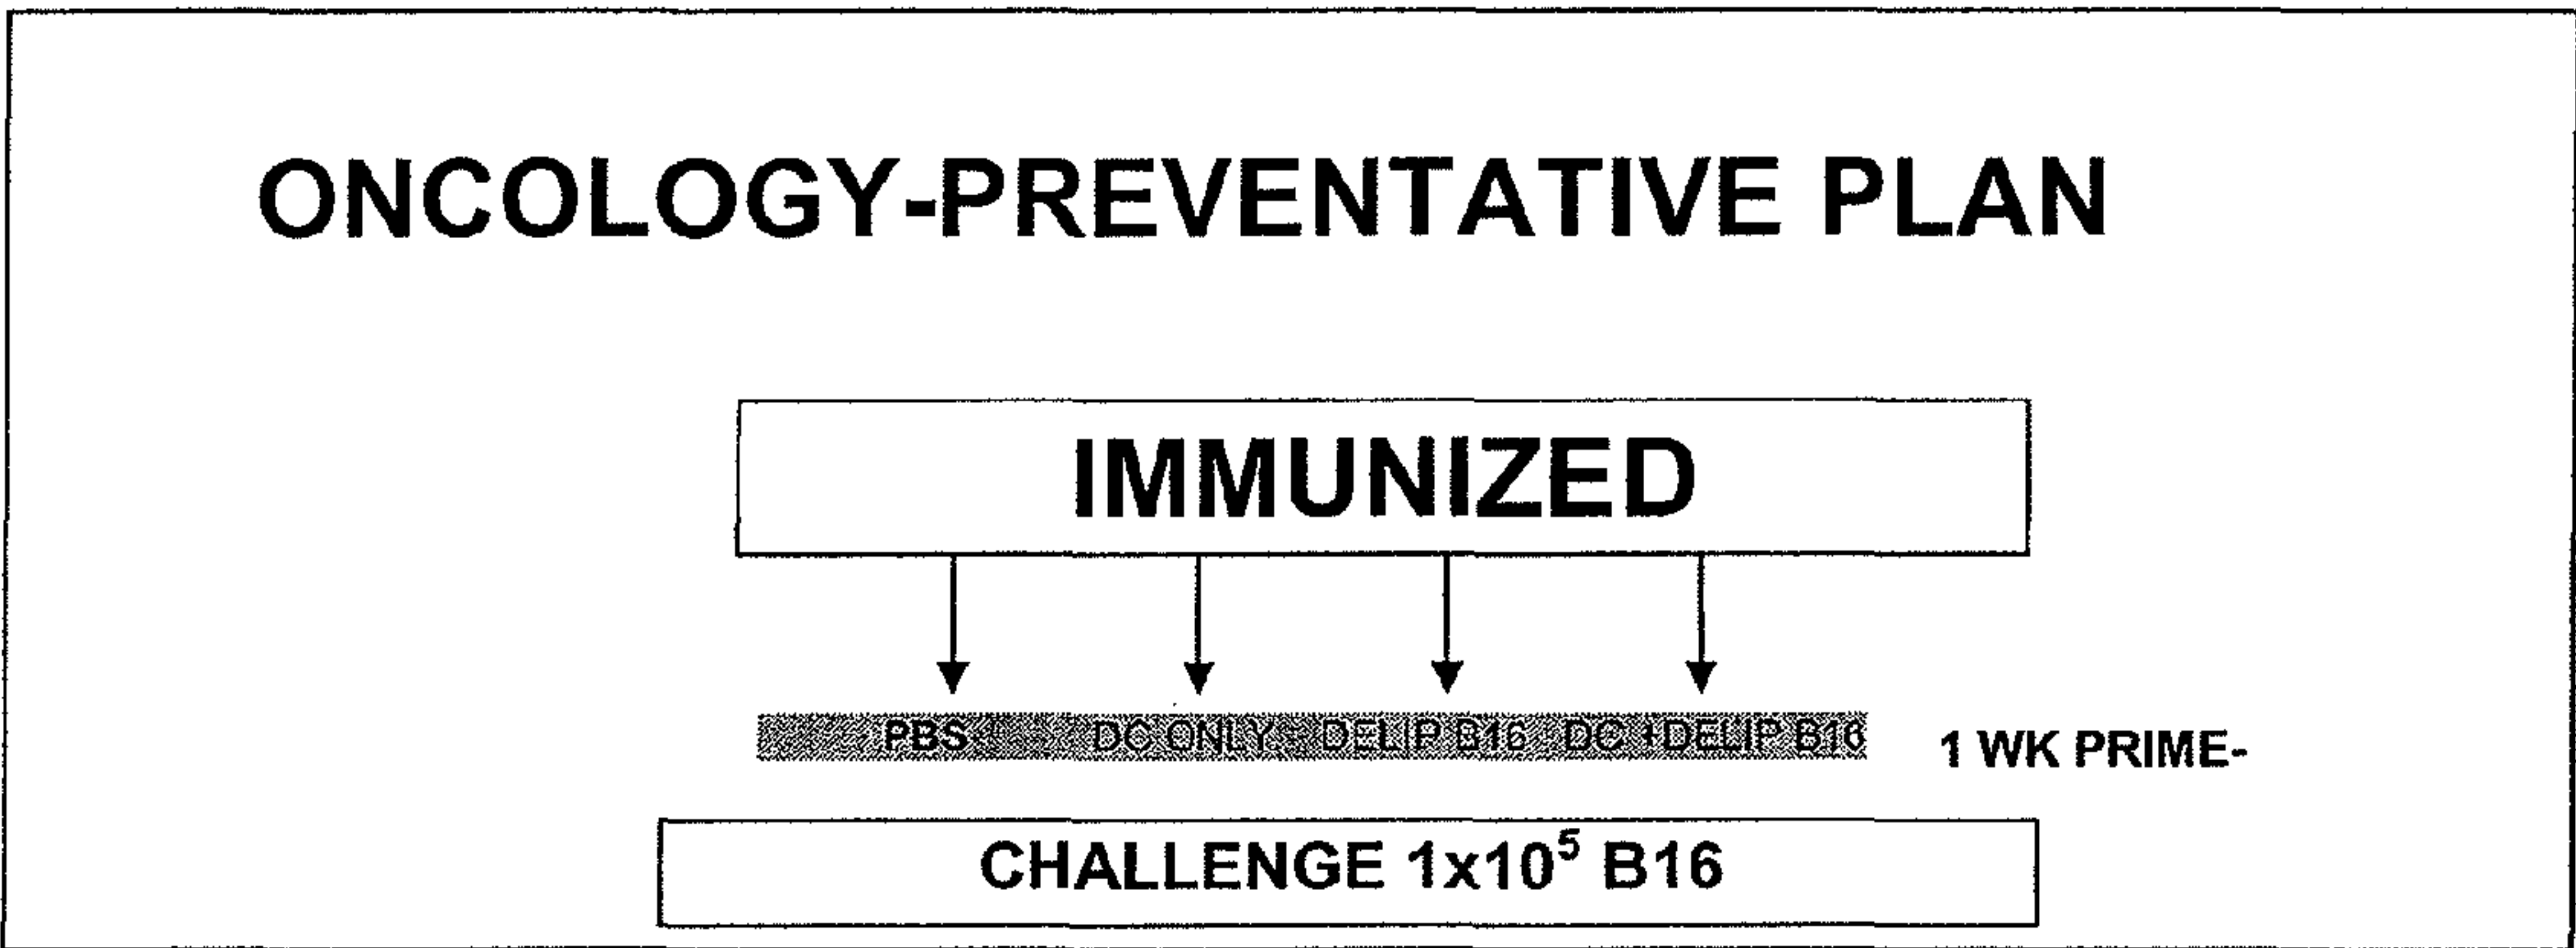 ONCOLOGY-PREVENTATIVE PLAN
IMMUNIZED
PBS DC ONLY DELIP B16 DC +DELIP B16 1 WK PRIME-
CHALLENGE 1x10⁵ B16